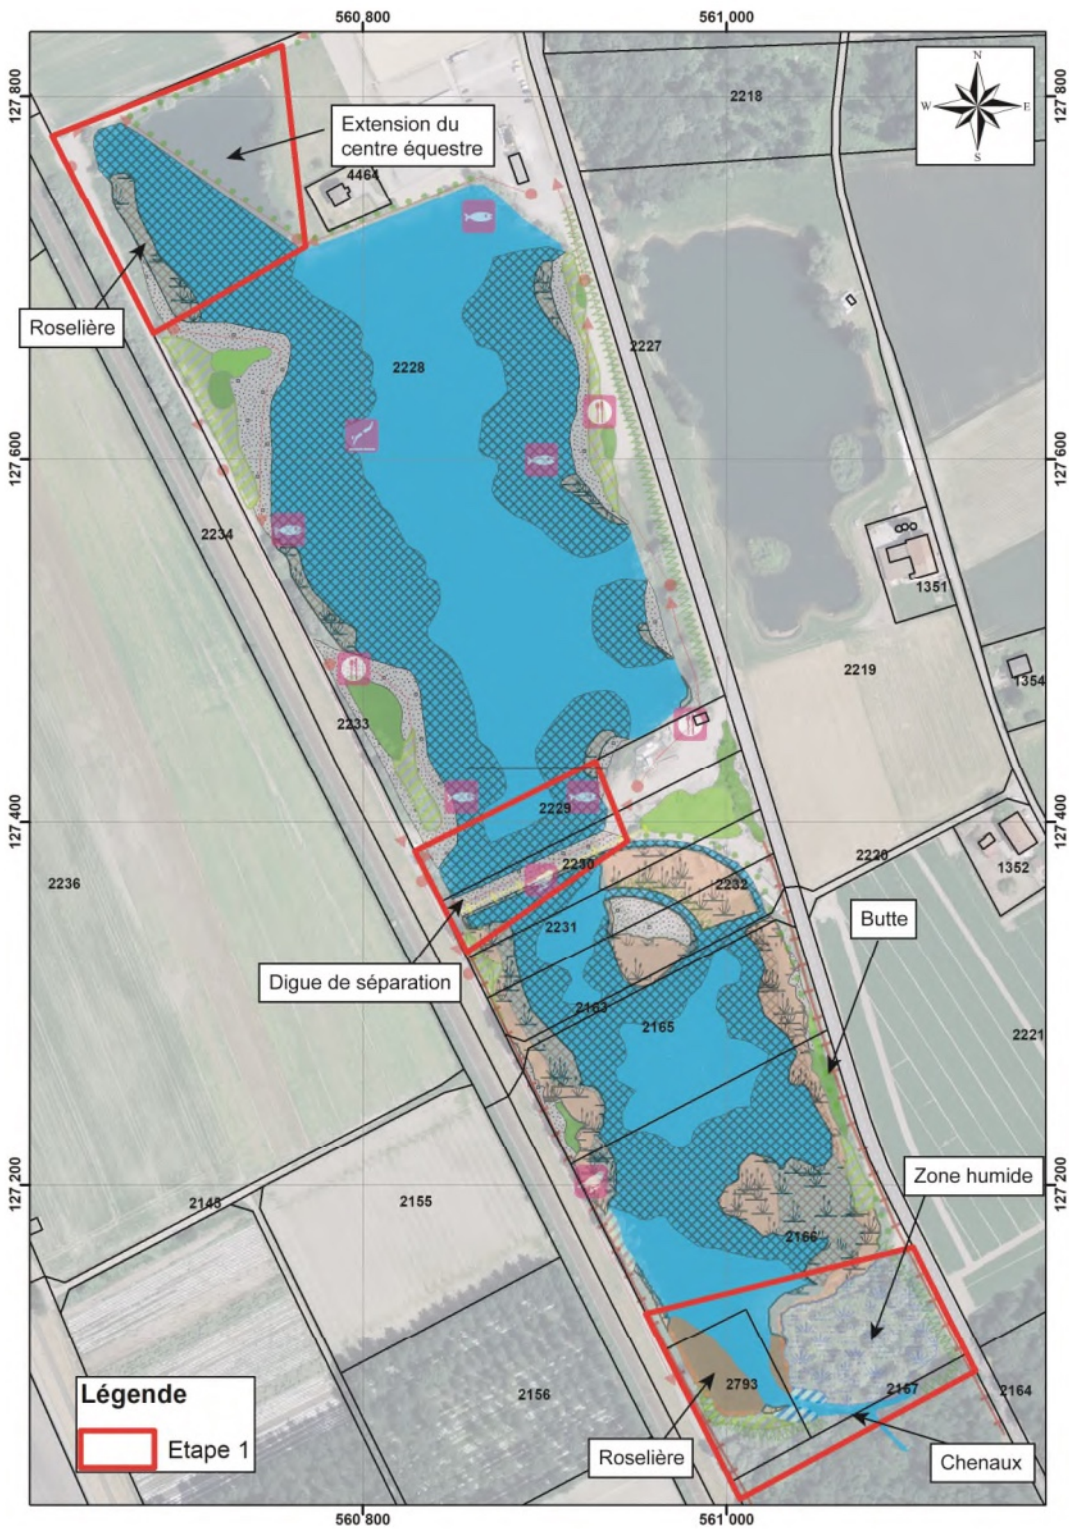 560 800
561 000
127 800
127 800
N
W
E
S
2218
Extension du
centre équestre
4464
Roselière
2227
2228
127 600
127 600
2234
1351
2219
1354
2233
2229
127 400
127 400
2230
2220
1352
2236
2232
Butte
2231
Digue de séparation
2163
2165
2221
Zone humide
127 200
127 200
2145
2155
2166
2793
2167
2164
2156
Légende
Etape 1
Roselière
Chenaux
560 800
561 000